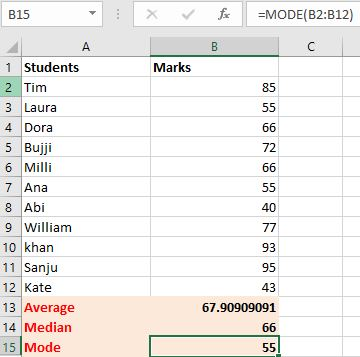 B15 fx =MODE(B2:B12)
A B C
1 Students Marks
2 Tim 85
3 Laura 55
4 Dora 66
5 Bujji 72
6 Milli 66
7 Ana 55
8 Abi 40
9 William 77
10 khan 93
11 Sanju 95
12 Kate 43
13 Average 67.90909091
14 Median 66
15 Mode 55